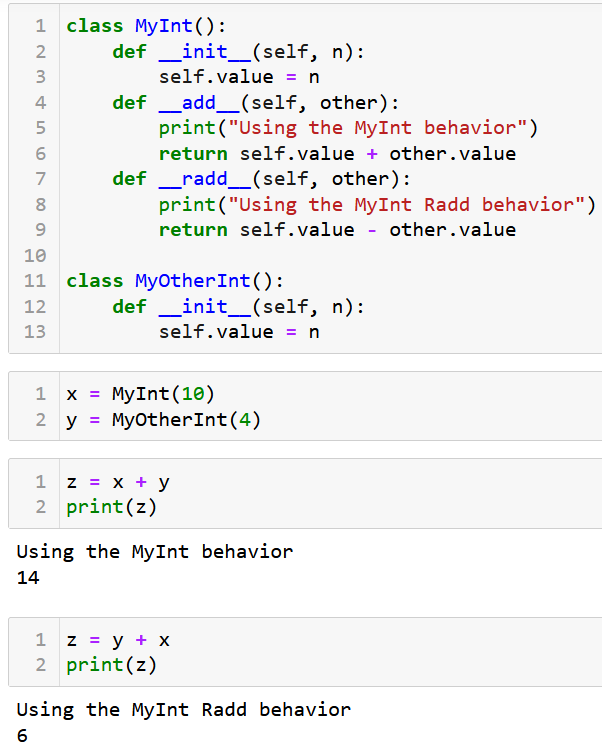 1 class MyInt():
2     def __init__(self, n):
3         self.value = n
4     def __add__(self, other):
5         print("Using the MyInt behavior")
6         return self.value + other.value
7     def __radd__(self, other):
8         print("Using the MyInt Radd behavior")
9         return self.value - other.value
10
11 class MyOtherInt():
12     def __init__(self, n):
13         self.value = n
1 x = MyInt(10)
2 y = MyOtherInt(4)
1 z = x + y
2 print(z)
Using the MyInt behavior
14
1 z = y + x
2 print(z)
Using the MyInt Radd behavior
6